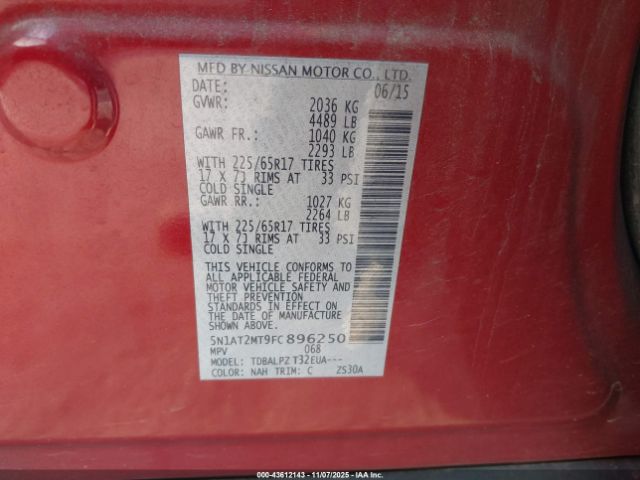 MFD BY NISSAN MOTOR CO., LTD.
DATE: 06/15
GVWR: 2036 KG
4489 LB
GAWR FR.: 1040 KG
2293 LB
WITH 225/65R17 TIRES
17 X 7J RIMS AT 33 PSI
COLD SINGLE
GAWR RR.: 1027 KG
2264 LB
WITH 225/65R17 TIRES
17 X 7J RIMS AT 33 PSI
COLD SINGLE
THIS VEHICLE CONFORMS TO
ALL APPLICABLE FEDERAL
MOTOR VEHICLE SAFETY AND
THEFT PREVENTION
STANDARDS IN EFFECT ON
THE DATE OF MANUFACTURE
SHOWN ABOVE.
5N1AT2MT9FC896250
MPV 068
MODEL: TDBALPZ T32EUA---
COLOR: NAH TRIM: C ZS30A
000-43612143 - 11/07/2025 - IAA Inc.